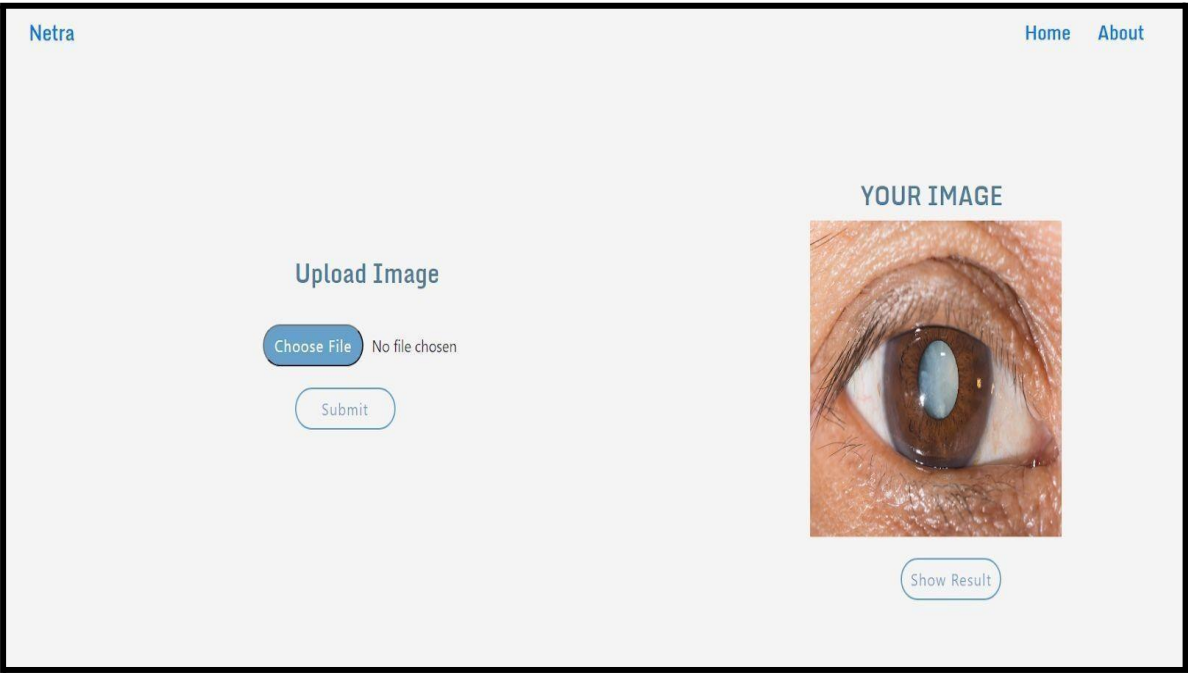 Netra
Home About
YOUR IMAGE
Upload Image
Choose File No file chosen
Submit
Show Result